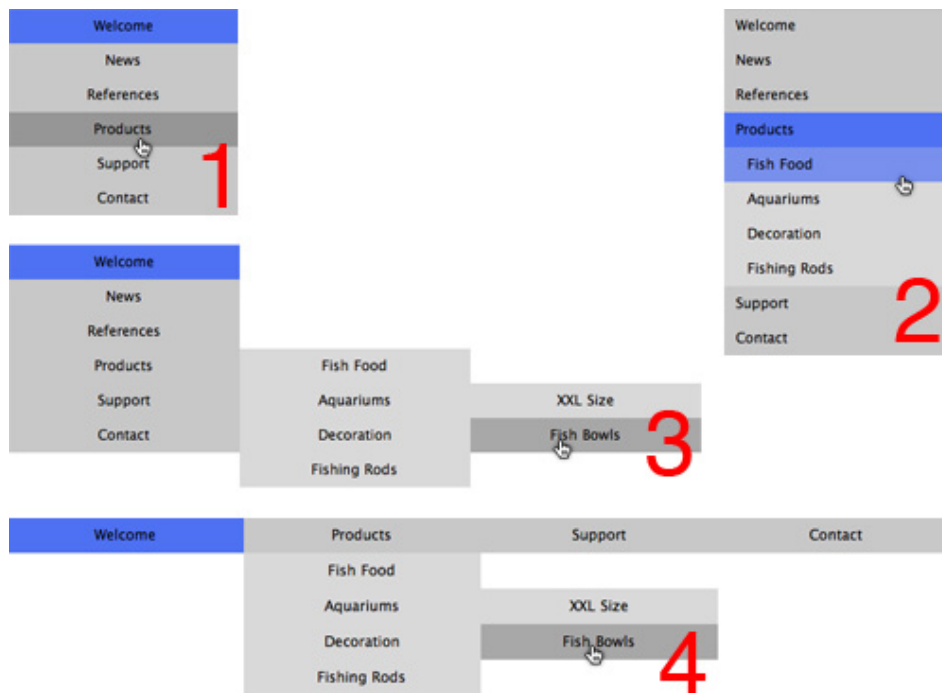 Welcome
News
References
Products
Support
Contact
1
Welcome
News
References
Products
Fish Food
Aquariums
Decoration
Fishing Rods
Support
Contact
2
Welcome
News
References
Products
Support
Contact
Fish Food
Aquariums
Decoration
Fishing Rods
XXL Size
Fish Bowls
3
Welcome Products Support Contact
Fish Food
Aquariums
Decoration
Fishing Rods
XXL Size
Fish Bowls
4